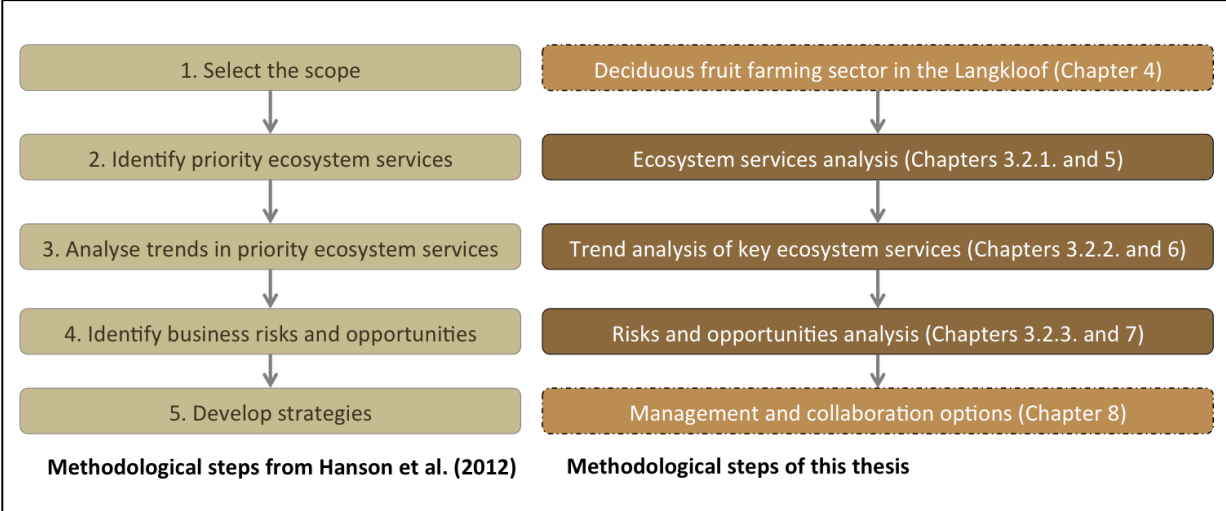 1. Select the scope
Deciduous fruit farming sector in the Langkloof (Chapter 4)
2. Identify priority ecosystem services
Ecosystem services analysis (Chapters 3.2.1. and 5)
3. Analyse trends in priority ecosystem services
Trend analysis of key ecosystem services (Chapters 3.2.2. and 6)
4. Identify business risks and opportunities
Risks and opportunities analysis (Chapters 3.2.3. and 7)
5. Develop strategies
Management and collaboration options (Chapter 8)
Methodological steps from Hanson et al. (2012)
Methodological steps of this thesis